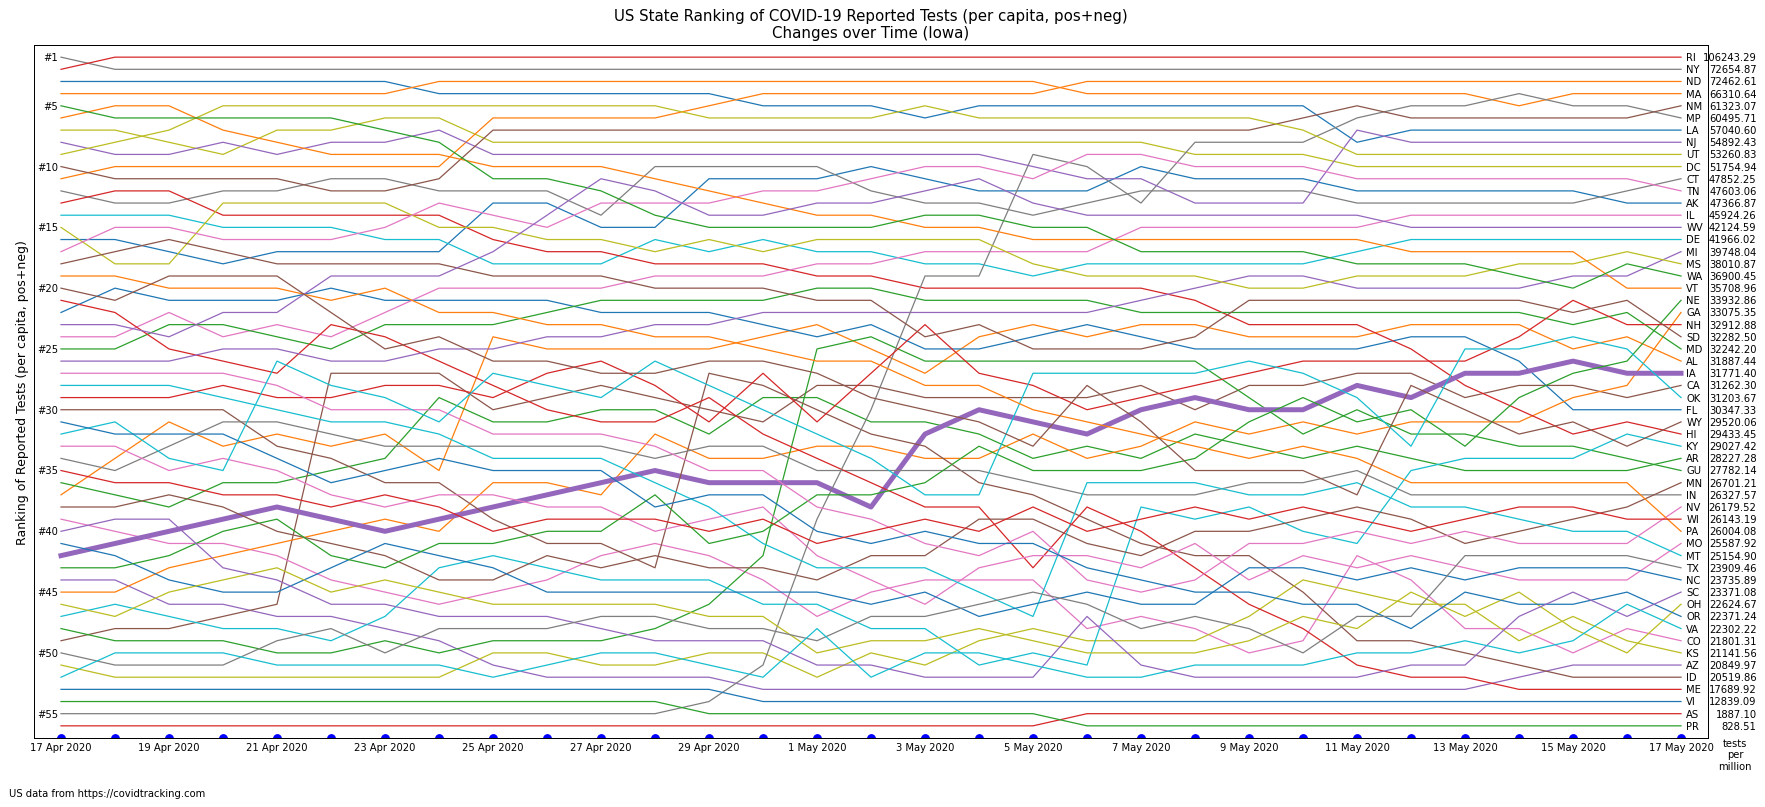 US State Ranking of COVID-19 Reported Tests (per capita, pos+neg)
Changes over Time (Iowa)
Ranking of Reported Tests (per capita, pos+neg)
#1
#5
#10
#15
#20
#25
#30
#35
#40
#45
#50
#55
RI 106243.29
NY 72654.87
ND 72462.61
MA 66310.64
NM 61323.07
MP 60495.71
LA 57040.60
NJ 54892.43
UT 53260.83
DC 51754.94
CT 47852.25
TN 47603.06
AK 47366.87
IL 45924.26
WV 42124.59
DE 41966.02
MI 39748.04
MS 38010.87
WA 36900.45
VT 35708.96
NE 33932.86
GA 33075.35
NH 32912.88
SD 32282.50
MD 32242.20
AL 31887.44
IA 31771.40
CA 31262.30
OK 31203.67
FL 30347.33
WY 29520.06
HI 29433.45
KY 29027.42
AR 28227.28
GU 27782.14
MN 26701.21
IN 26327.57
NV 26179.52
WI 26143.19
PA 26004.08
MO 25587.92
MT 25154.90
TX 23909.46
NC 23735.89
SC 23371.08
OH 22624.67
OR 22371.24
VA 22302.22
CO 21801.31
KS 21141.56
AZ 20849.97
ID 20519.86
ME 17689.92
VI 12839.09
AS 1887.10
PR 828.51
17 Apr 2020 19 Apr 2020 21 Apr 2020 23 Apr 2020 25 Apr 2020 27 Apr 2020 29 Apr 2020 1 May 2020 3 May 2020 5 May 2020 7 May 2020 9 May 2020 11 May 2020 13 May 2020 15 May 2020 17 May 2020
tests
per
million
US data from https://covidtracking.com